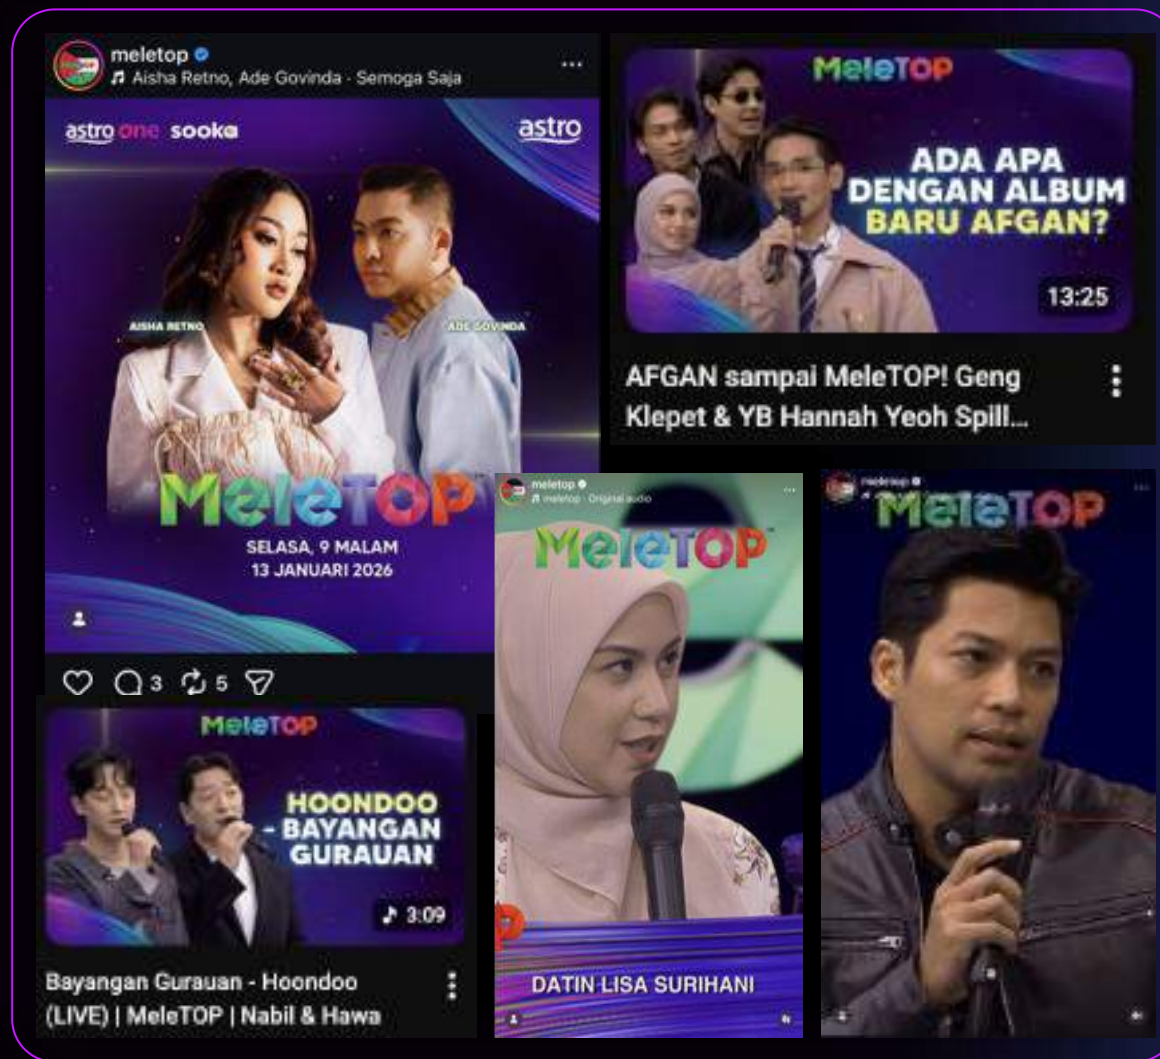 meletop
Aisha Retno, Ade Govinda · Semoga Saja
astro one sooka
astro
AISHA RETNO
ADE GOVINDA
MeleTOP™
SELASA, 9 MALAM
13 JANUARI 2026
3 5
MeleTOP
ADA APA
DENGAN ALBUM
BARU AFGAN?
13:25
AFGAN sampai MeleTOP! Geng
Klepet & YB Hannah Yeoh Spill...
MeleTOP
HOONDOO
- BAYANGAN
GURAUAN
3:09
Bayangan Gurauan - Hoondoo
(LIVE) | MeleTOP | Nabil & Hawa
meletop
meletop · Original audio
MeleTOP™
DATIN LISA SURIHANI
meletop
MeleTOP